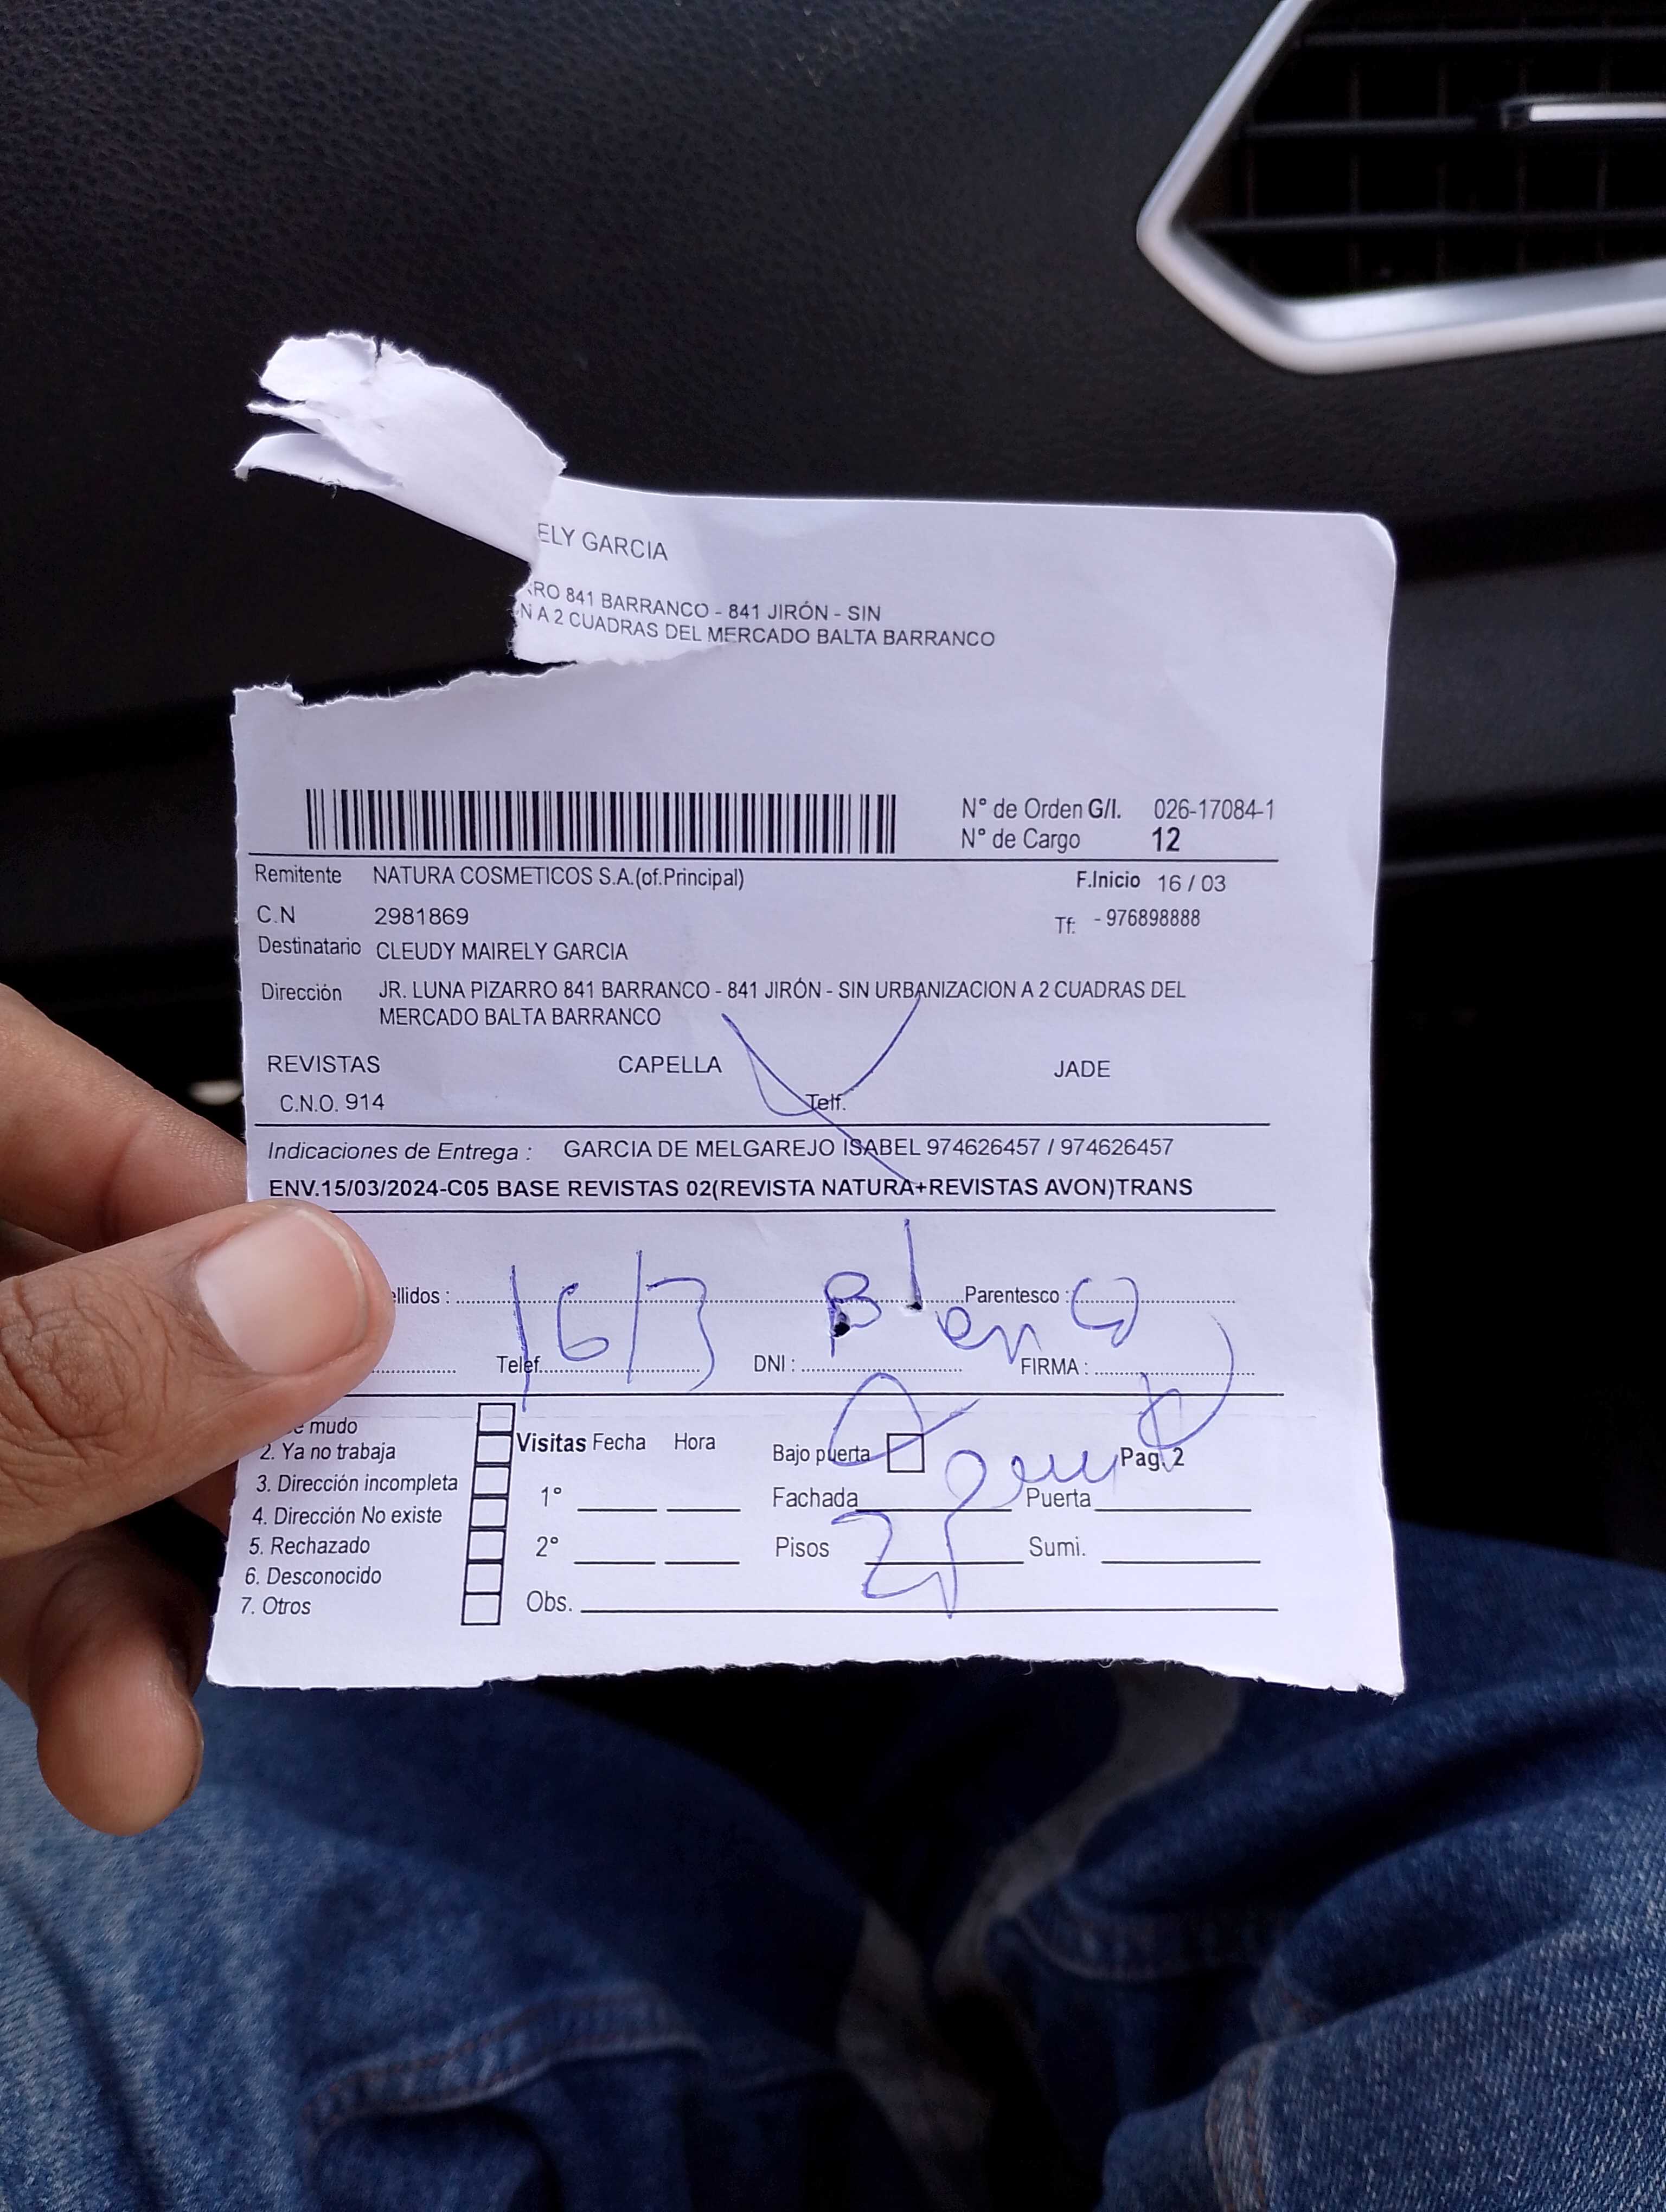 ELY GARCIA
RRO 841 BARRANCO - 841 JIRÓN - SIN
N A 2 CUADRAS DEL MERCADO BALTA BARRANCO
N° de Orden G/I. 026-17084-1
N° de Cargo 12
Remitente NATURA COSMETICOS S.A.(of.Principal) F.Inicio 16 / 03
C.N 2981869 Tf: - 976898888
Destinatario CLEUDY MAIRELY GARCIA
Dirección JR. LUNA PIZARRO 841 BARRANCO - 841 JIRÓN - SIN URBANIZACION A 2 CUADRAS DEL
MERCADO BALTA BARRANCO
REVISTAS CAPELLA JADE
C.N.O. 914 Telf.
Indicaciones de Entrega : GARCIA DE MELGAREJO ISABEL 974626457 / 974626457
ENV.15/03/2024-C05 BASE REVISTAS 02(REVISTA NATURA+REVISTAS AVON)TRANS
ellidos : Parentesco :
16/3 Blanco
Telef. DNI : FIRMA :
e mudo
2. Ya no trabaja
3. Dirección incompleta
4. Dirección No existe
5. Rechazado
6. Desconocido
7. Otros
Visitas Fecha Hora Bajo puerta Pag. 2
1° Fachada Puerta
2° Pisos 2 Sumi.
Obs.